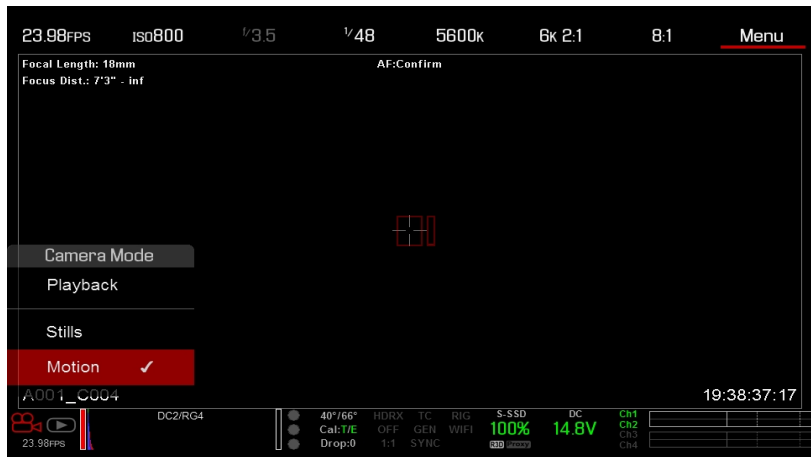 23.98FPS ISO800 f/3.5 1/48 5600K 6K 2:1 8:1 Menu
Focal Length: 18mm AF:Confirm
Focus Dist.: 7'3" - inf
Camera Mode
Playback
Stills
Motion ✓
A001_C004 19:38:37:17
DC2/RG4 40°/66° HDRX TC RIG S-SSD DC Ch1
Cal:T/E OFF GEN WIFI 100% 14.8V Ch2
23.98FPS Drop:0 1:1 SYNC R3D Proxy Ch3
Ch4